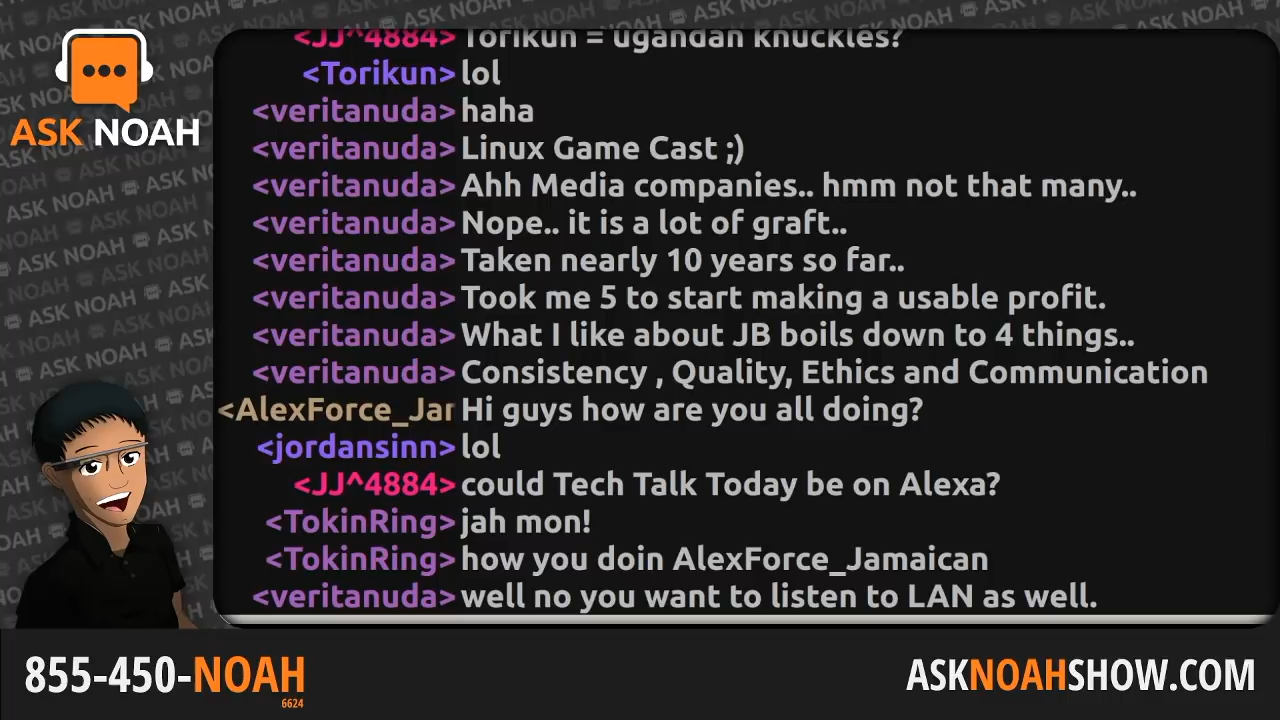 ASK NOAH
<JJ^4884> Torikun = ugandan knuckles?
<Torikun> lol
<veritanuda> haha
<veritanuda> Linux Game Cast ;)
<veritanuda> Ahh Media companies.. hmm not that many..
<veritanuda> Nope.. it is a lot of graft..
<veritanuda> Taken nearly 10 years so far..
<veritanuda> Took me 5 to start making a usable profit.
<veritanuda> What I like about JB boils down to 4 things..
<veritanuda> Consistency , Quality, Ethics and Communication
<AlexForce_Jar Hi guys how are you all doing?
<jordansinn> lol
<JJ^4884> could Tech Talk Today be on Alexa?
<TokinRing> jah mon!
<TokinRing> how you doin AlexForce_Jamaican
<veritanuda> well no you want to listen to LAN as well.
855-450-NOAH
6624
ASKNOAHSHOW.COM